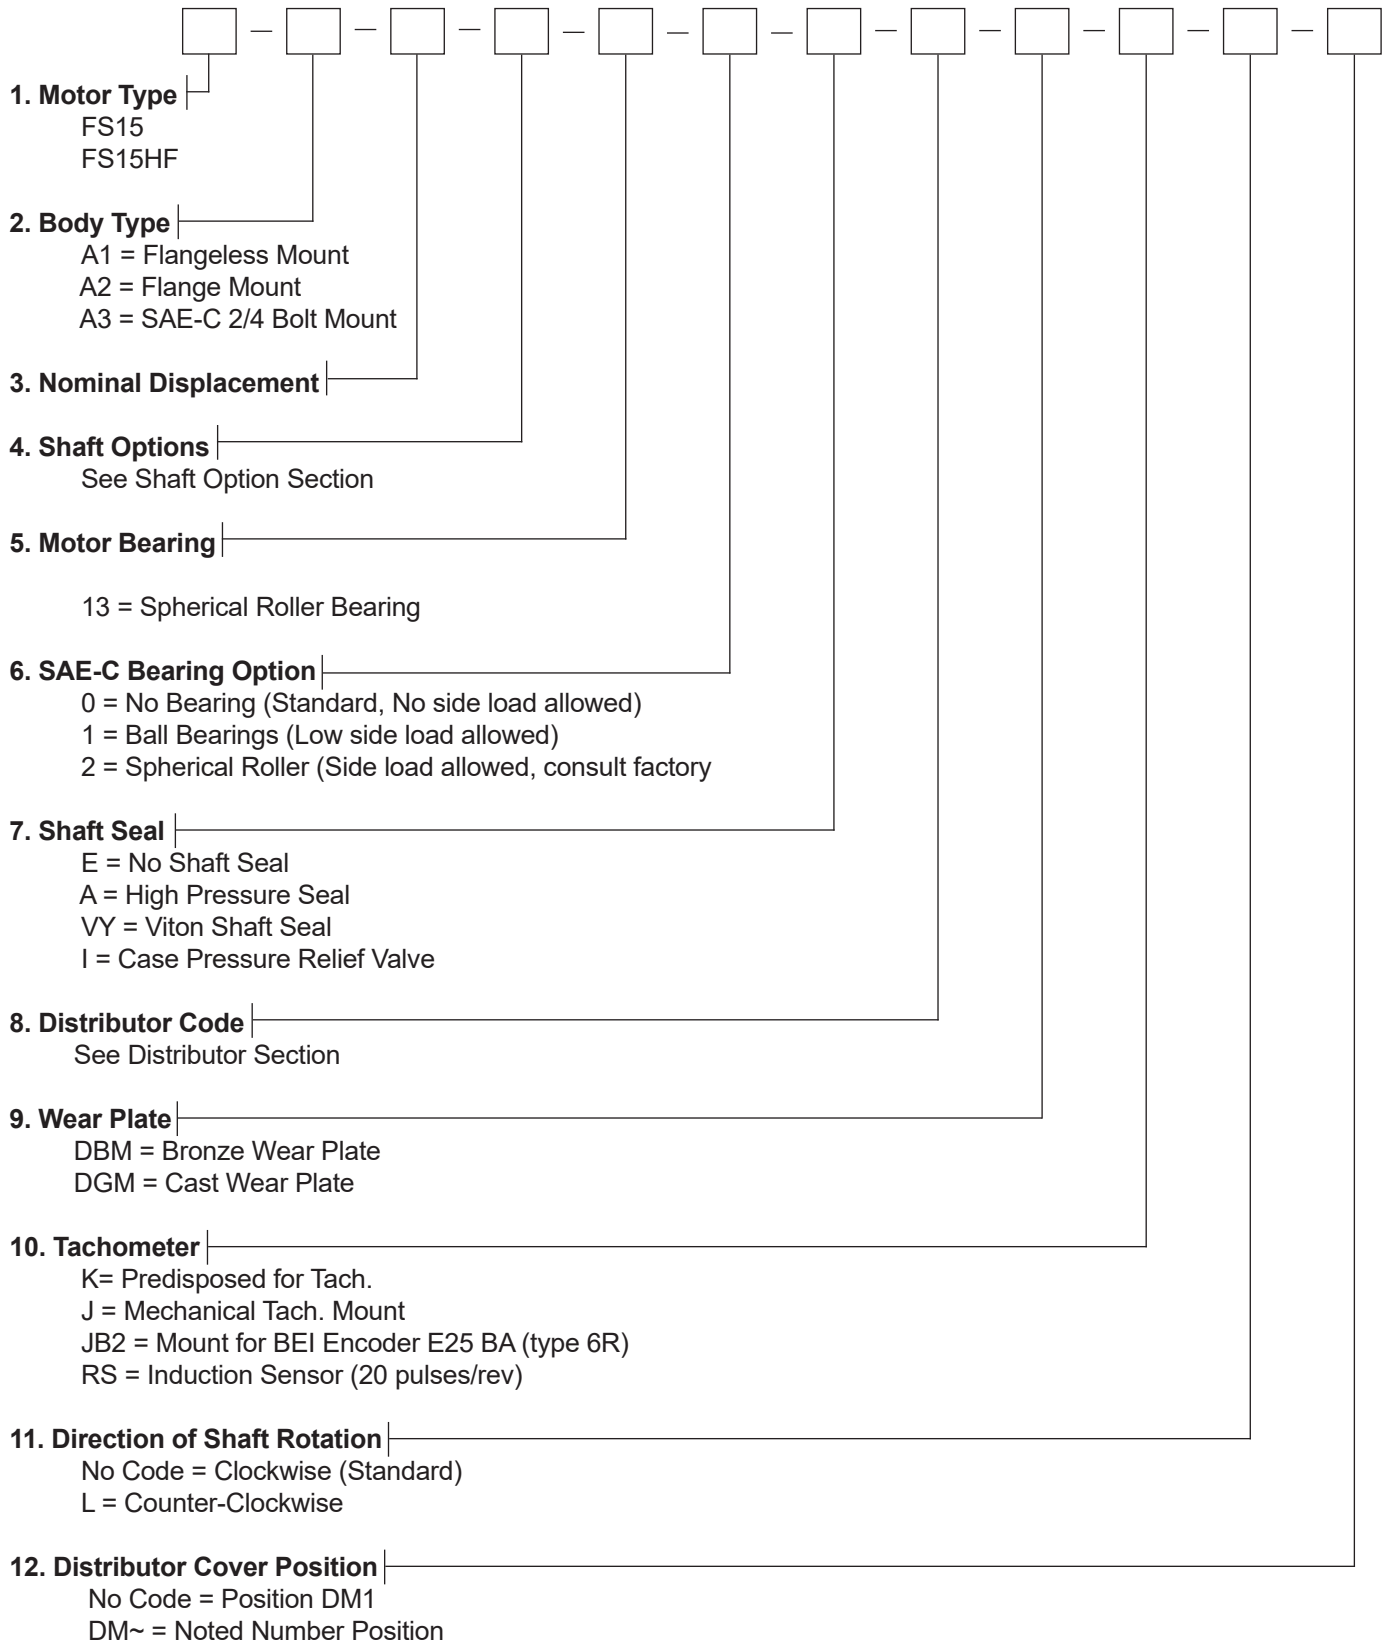 1. Motor Type
FS15
FS15HF
2. Body Type
A1 = Flangeless Mount
A2 = Flange Mount
A3 = SAE-C 2/4 Bolt Mount
3. Nominal Displacement
4. Shaft Options
See Shaft Option Section
5. Motor Bearing
13 = Spherical Roller Bearing
6. SAE-C Bearing Option
0 = No Bearing (Standard, No side load allowed)
1 = Ball Bearings (Low side load allowed)
2 = Spherical Roller (Side load allowed, consult factory
7. Shaft Seal
E = No Shaft Seal
A = High Pressure Seal
VY = Viton Shaft Seal
I = Case Pressure Relief Valve
8. Distributor Code
See Distributor Section
9. Wear Plate
DBM = Bronze Wear Plate
DGM = Cast Wear Plate
10. Tachometer
K= Predisposed for Tach.
J = Mechanical Tach. Mount
JB2 = Mount for BEI Encoder E25 BA (type 6R)
RS = Induction Sensor (20 pulses/rev)
11. Direction of Shaft Rotation
No Code = Clockwise (Standard)
L = Counter-Clockwise
12. Distributor Cover Position
No Code = Position DM1
DM~ = Noted Number Position